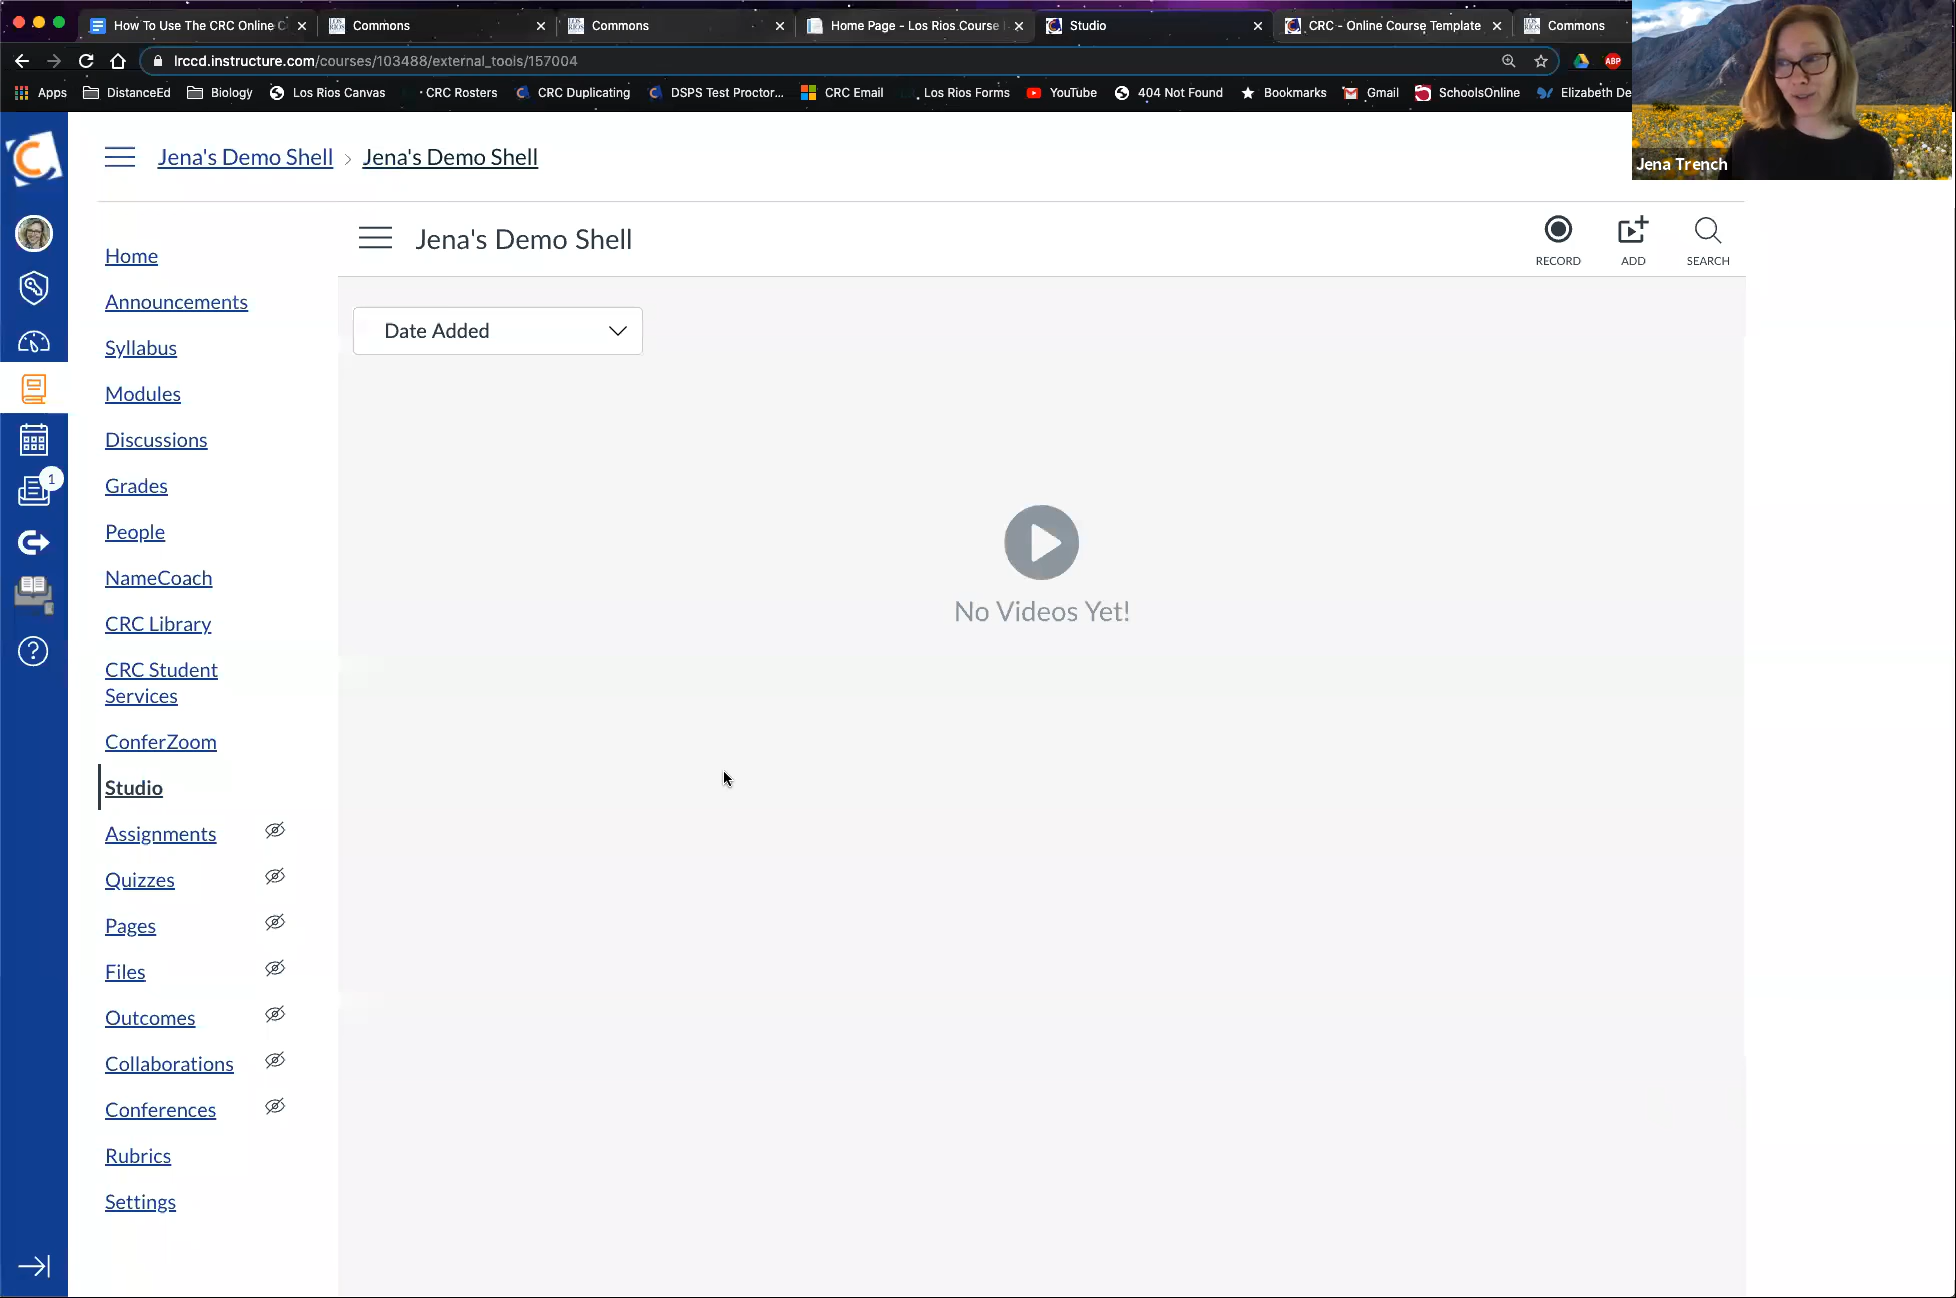 How To Use The CRC Online C
Commons
Commons
Home Page - Los Rios Course
Studio
CRC - Online Course Template
Commons
lrccd.instructure.com/courses/103488/external_tools/157004
ABP
Apps
DistanceEd
Biology
Los Rios Canvas
CRC Rosters
CRC Duplicating
DSPS Test Proctor...
CRC Email
Los Rios Forms
YouTube
404 Not Found
Bookmarks
Gmail
SchoolsOnline
Elizabeth De
Jena Trench
Jena's Demo Shell > Jena's Demo Shell
Jena's Demo Shell
RECORD
ADD
SEARCH
Date Added
No Videos Yet!
1
Home
Announcements
Syllabus
Modules
Discussions
Grades
People
NameCoach
CRC Library
CRC Student
Services
ConferZoom
Studio
Assignments
Quizzes
Pages
Files
Outcomes
Collaborations
Conferences
Rubrics
Settings